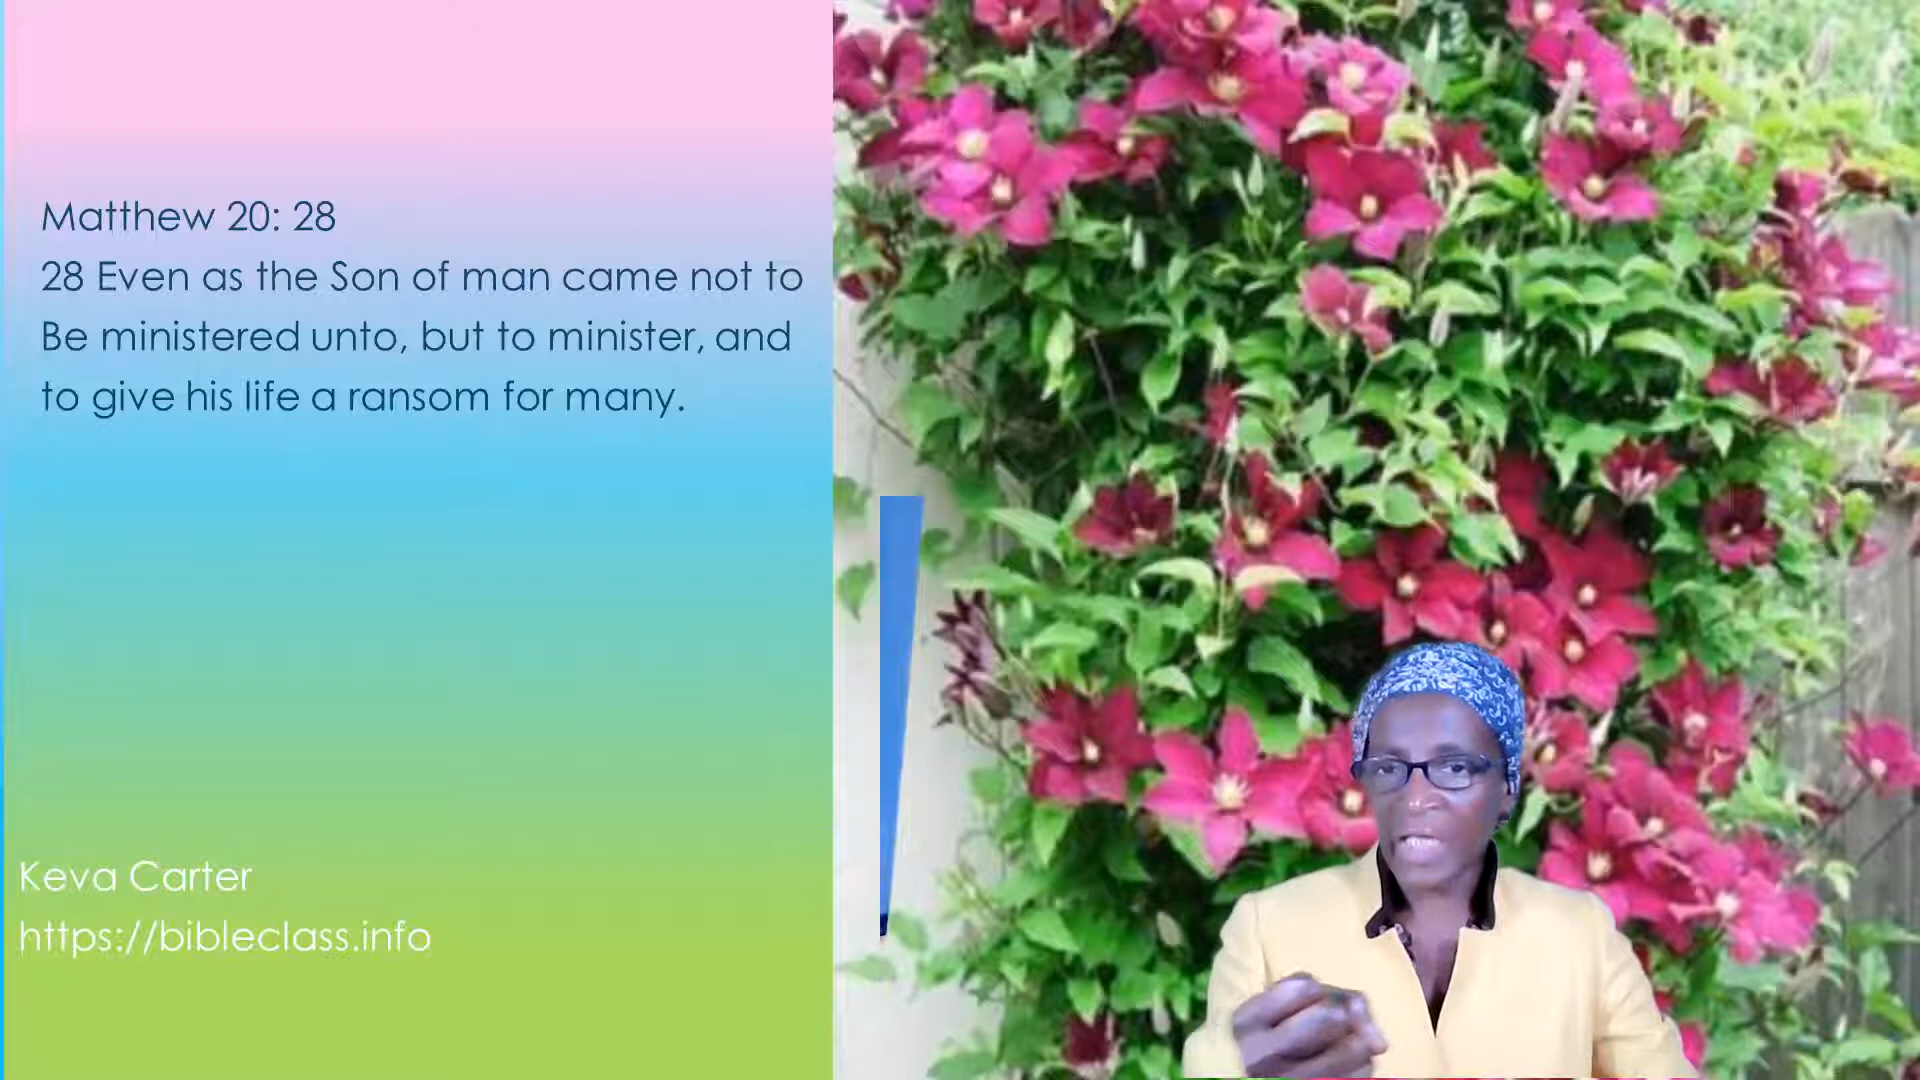 Matthew 20: 28
28 Even as the Son of man came not to
Be ministered unto, but to minister, and
to give his life a ransom for many.
Keva Carter
https://bibleclass.info